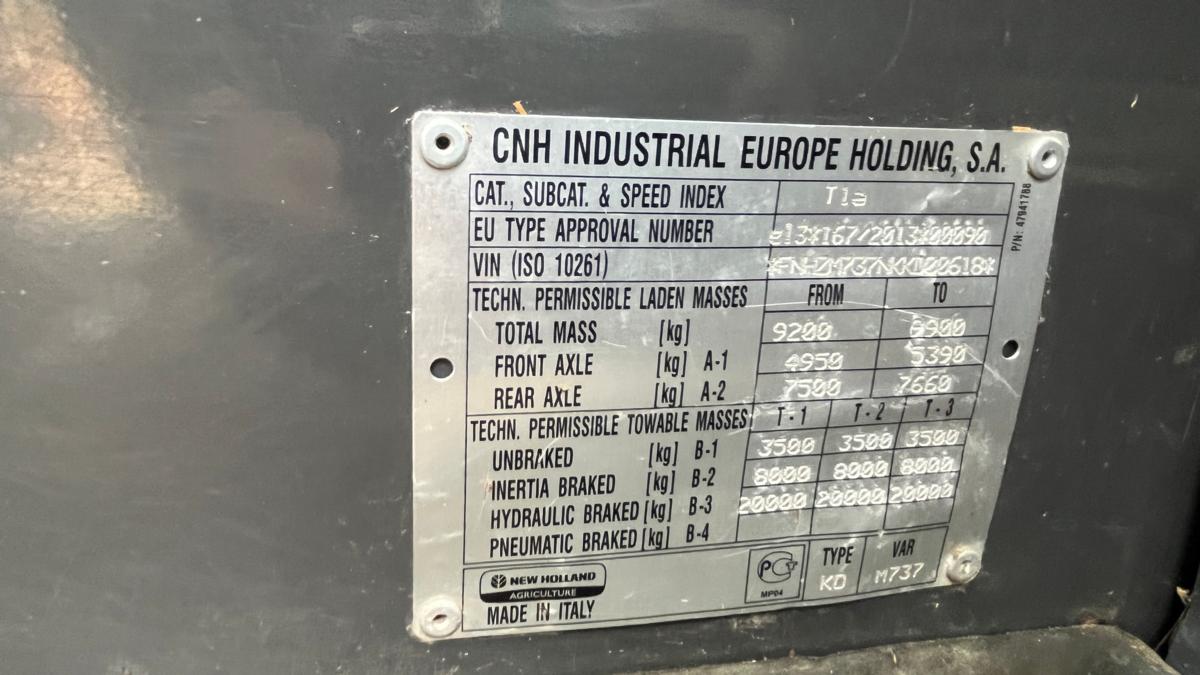 CNH INDUSTRIAL EUROPE HOLDING, S.A.
CAT., SUBCAT. & SPEED INDEX T1a
EU TYPE APPROVAL NUMBER e13*167/2013*00090
VIN (ISO 10261)
P/N: 47941788
TECHN. PERMISSIBLE LADEN MASSES FROM TO
TOTAL MASS [kg] 9200
FRONT AXLE [kg] A-1 4950 5390
REAR AXLE [kg] A-2 7500 7660
TECHN. PERMISSIBLE TOWABLE MASSES T-1 T-2 T-3
UNBRAKED [kg] B-1 3500 3500 3500
INERTIA BRAKED [kg] B-2 8000 8000 8000
HYDRAULIC BRAKED [kg] B-3 20000 20000 20000
PNEUMATIC BRAKED [kg] B-4
NEW HOLLAND
AGRICULTURE
MADE IN ITALY
MP04
TYPE VAR
KD M737